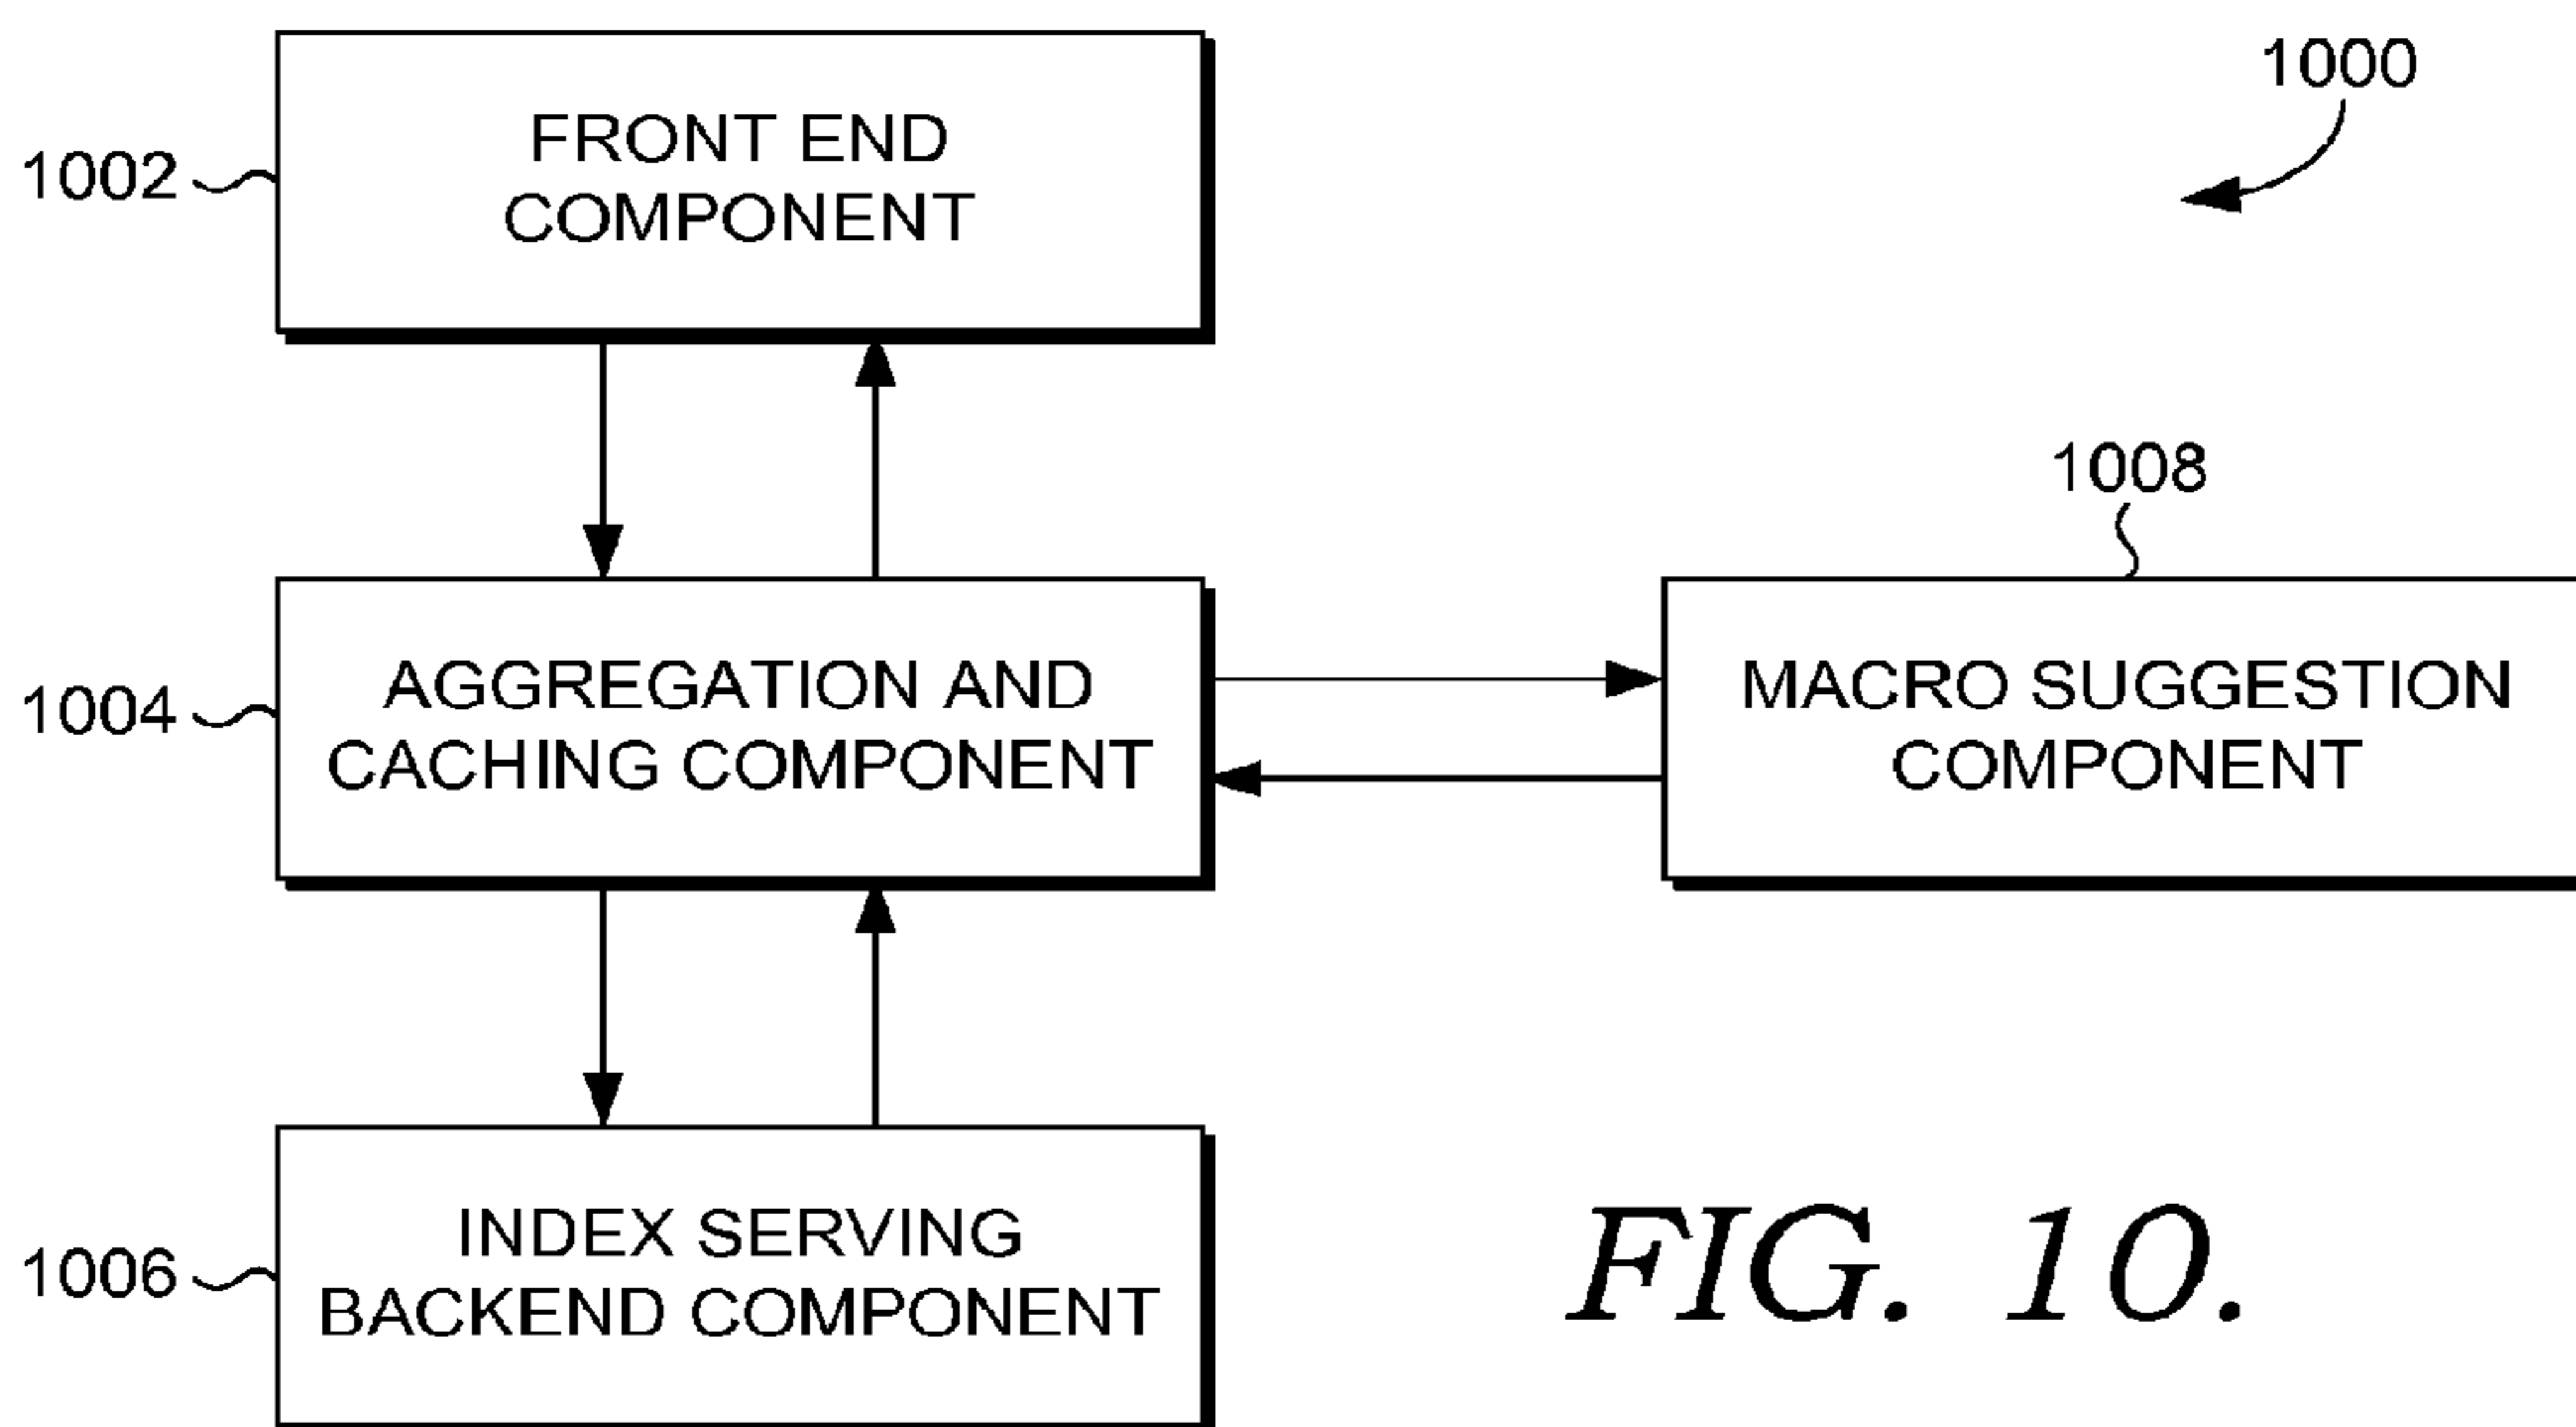 1000
FRONT END
COMPONENT
1002
1008
AGGREGATION AND
CACHING COMPONENT
1004
MACRO SUGGESTION
COMPONENT
INDEX SERVING
BACKEND COMPONENT
1006
FIG. 10.